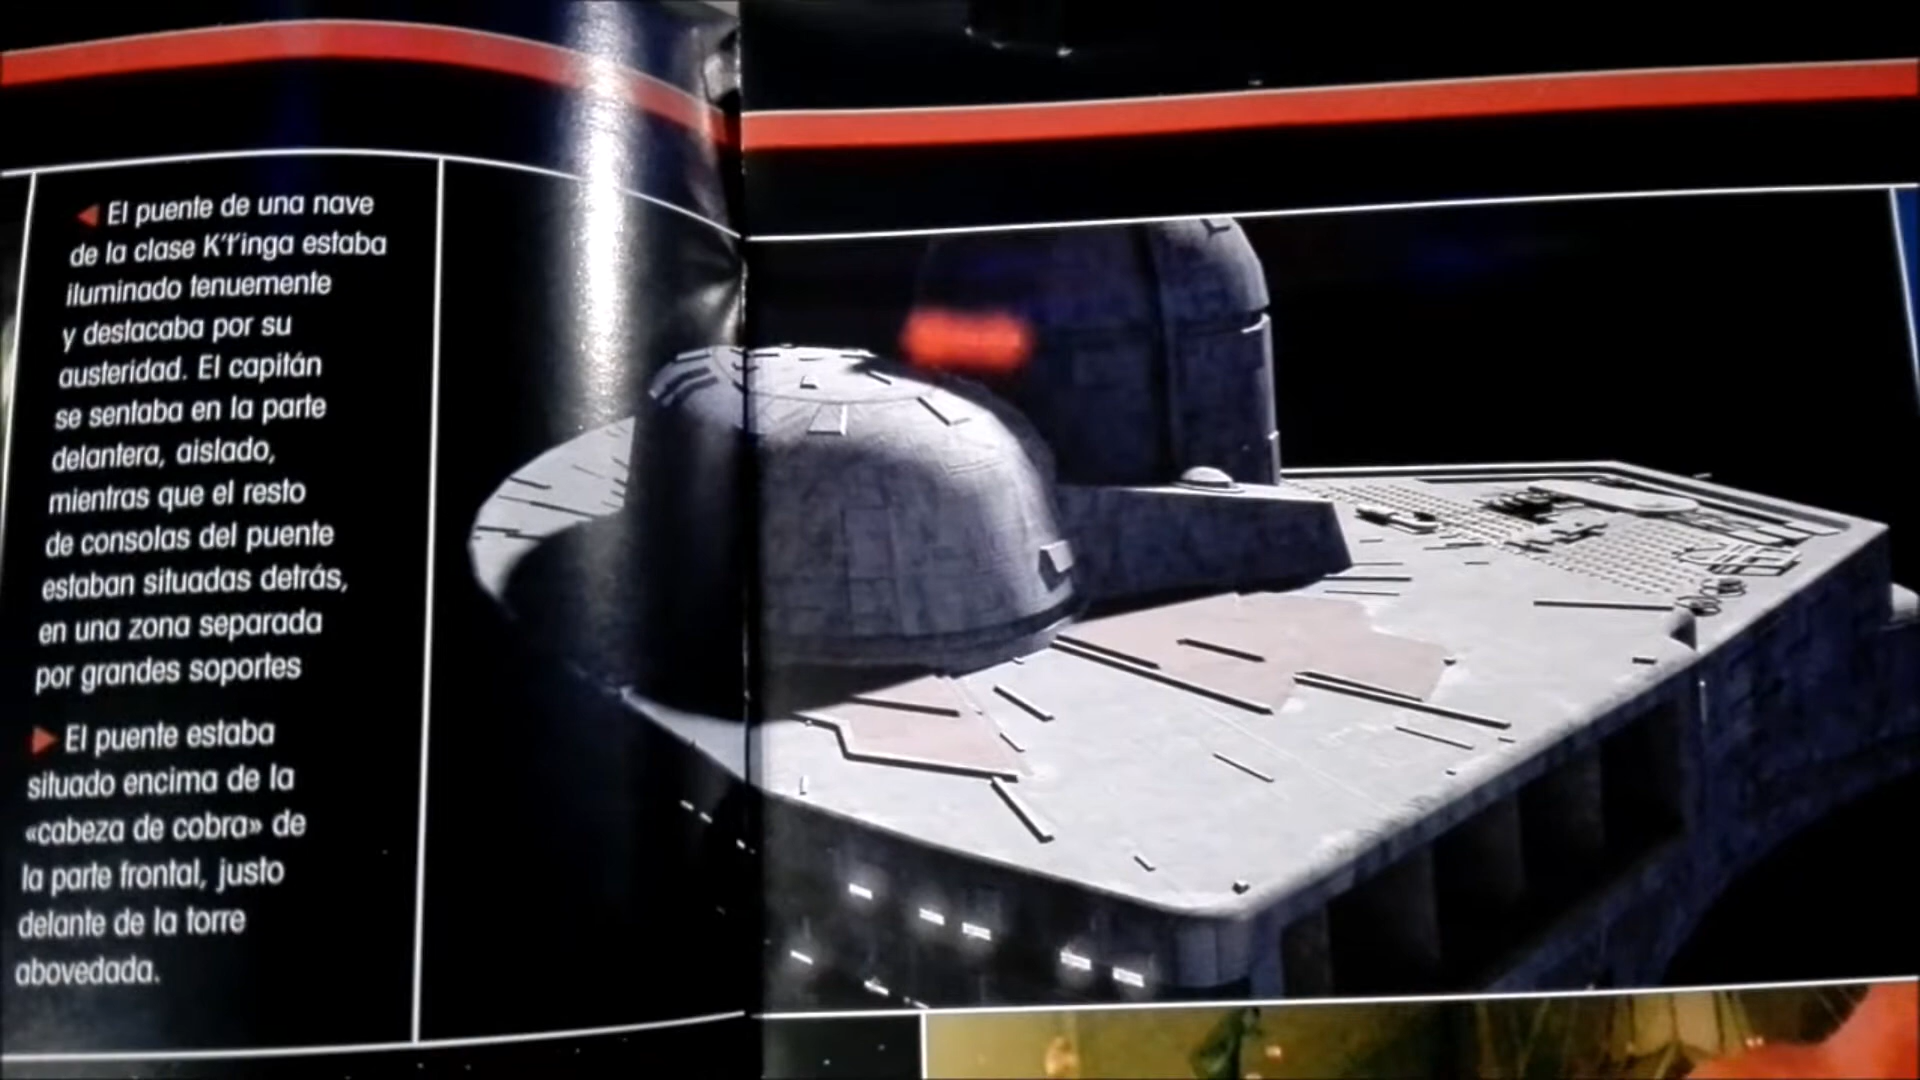 El puente de una nave
de la clase K't'inga estaba
iluminado tenuemente
y destacaba por su
austeridad. El capitán
se sentaba en la parte
delantera, aislado,
mientras que el resto
de consolas del puente
estaban situadas detrás,
en una zona separada
por grandes soportes
El puente estaba
situado encima de la
«cabeza de cobra» de
la parte frontal, justo
delante de la torre
abovedada.